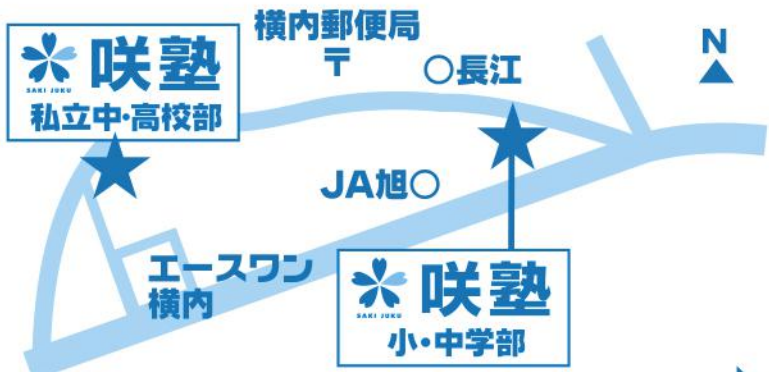 横内郵便局
〒
○長江
N
咲塾
SAKI JUKU
私立中・高校部
JA旭○
エースワン
横内
咲塾
SAKI JUKU
小・中学部